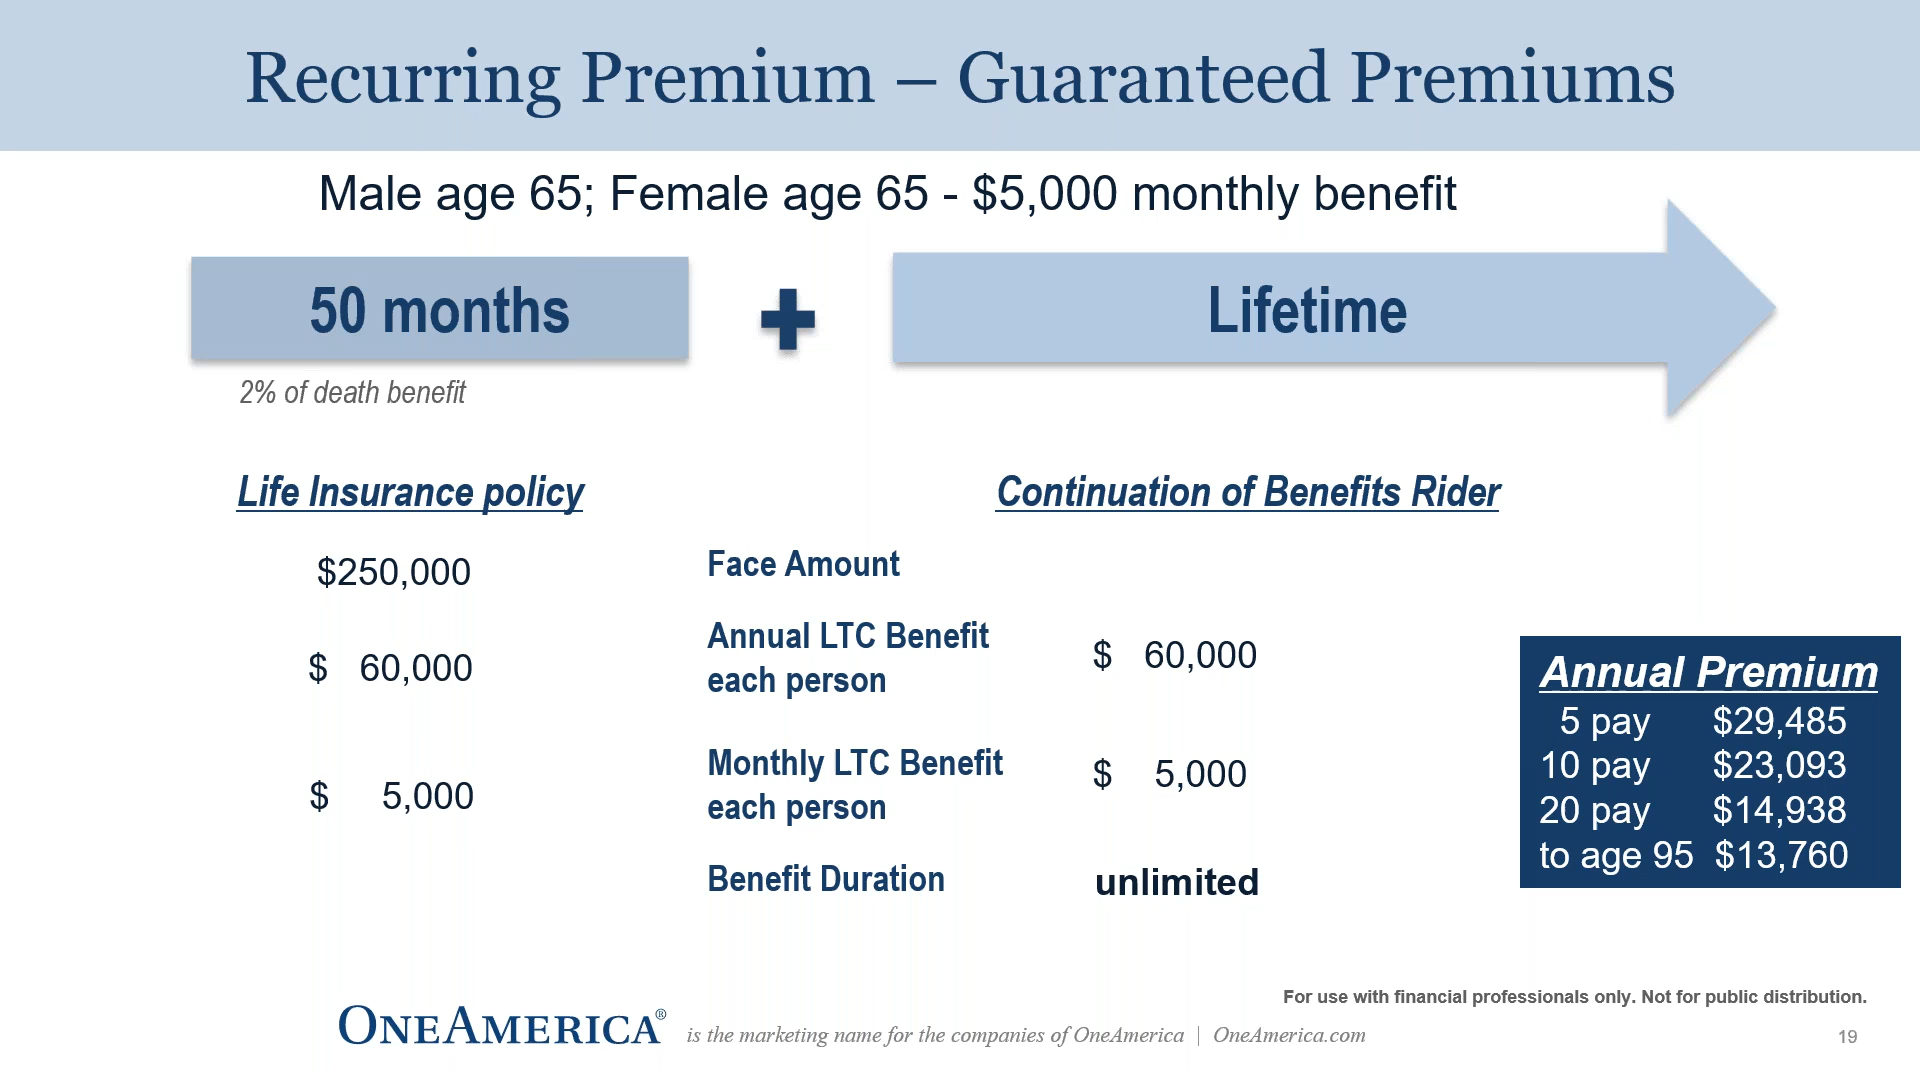 Recurring Premium – Guaranteed Premiums
Male age 65; Female age 65 - $5,000 monthly benefit
50 months
Lifetime
2% of death benefit
Life Insurance policy
Continuation of Benefits Rider
$250,000
Face Amount
$ 60,000
Annual LTC Benefit
each person
$ 60,000
$ 5,000
Monthly LTC Benefit
each person
$ 5,000
Benefit Duration
unlimited
Annual Premium
5 pay $29,485
10 pay $23,093
20 pay $14,938
to age 95 $13,760
For use with financial professionals only. Not for public distribution.
ONEAMERICA® is the marketing name for the companies of OneAmerica | OneAmerica.com
19